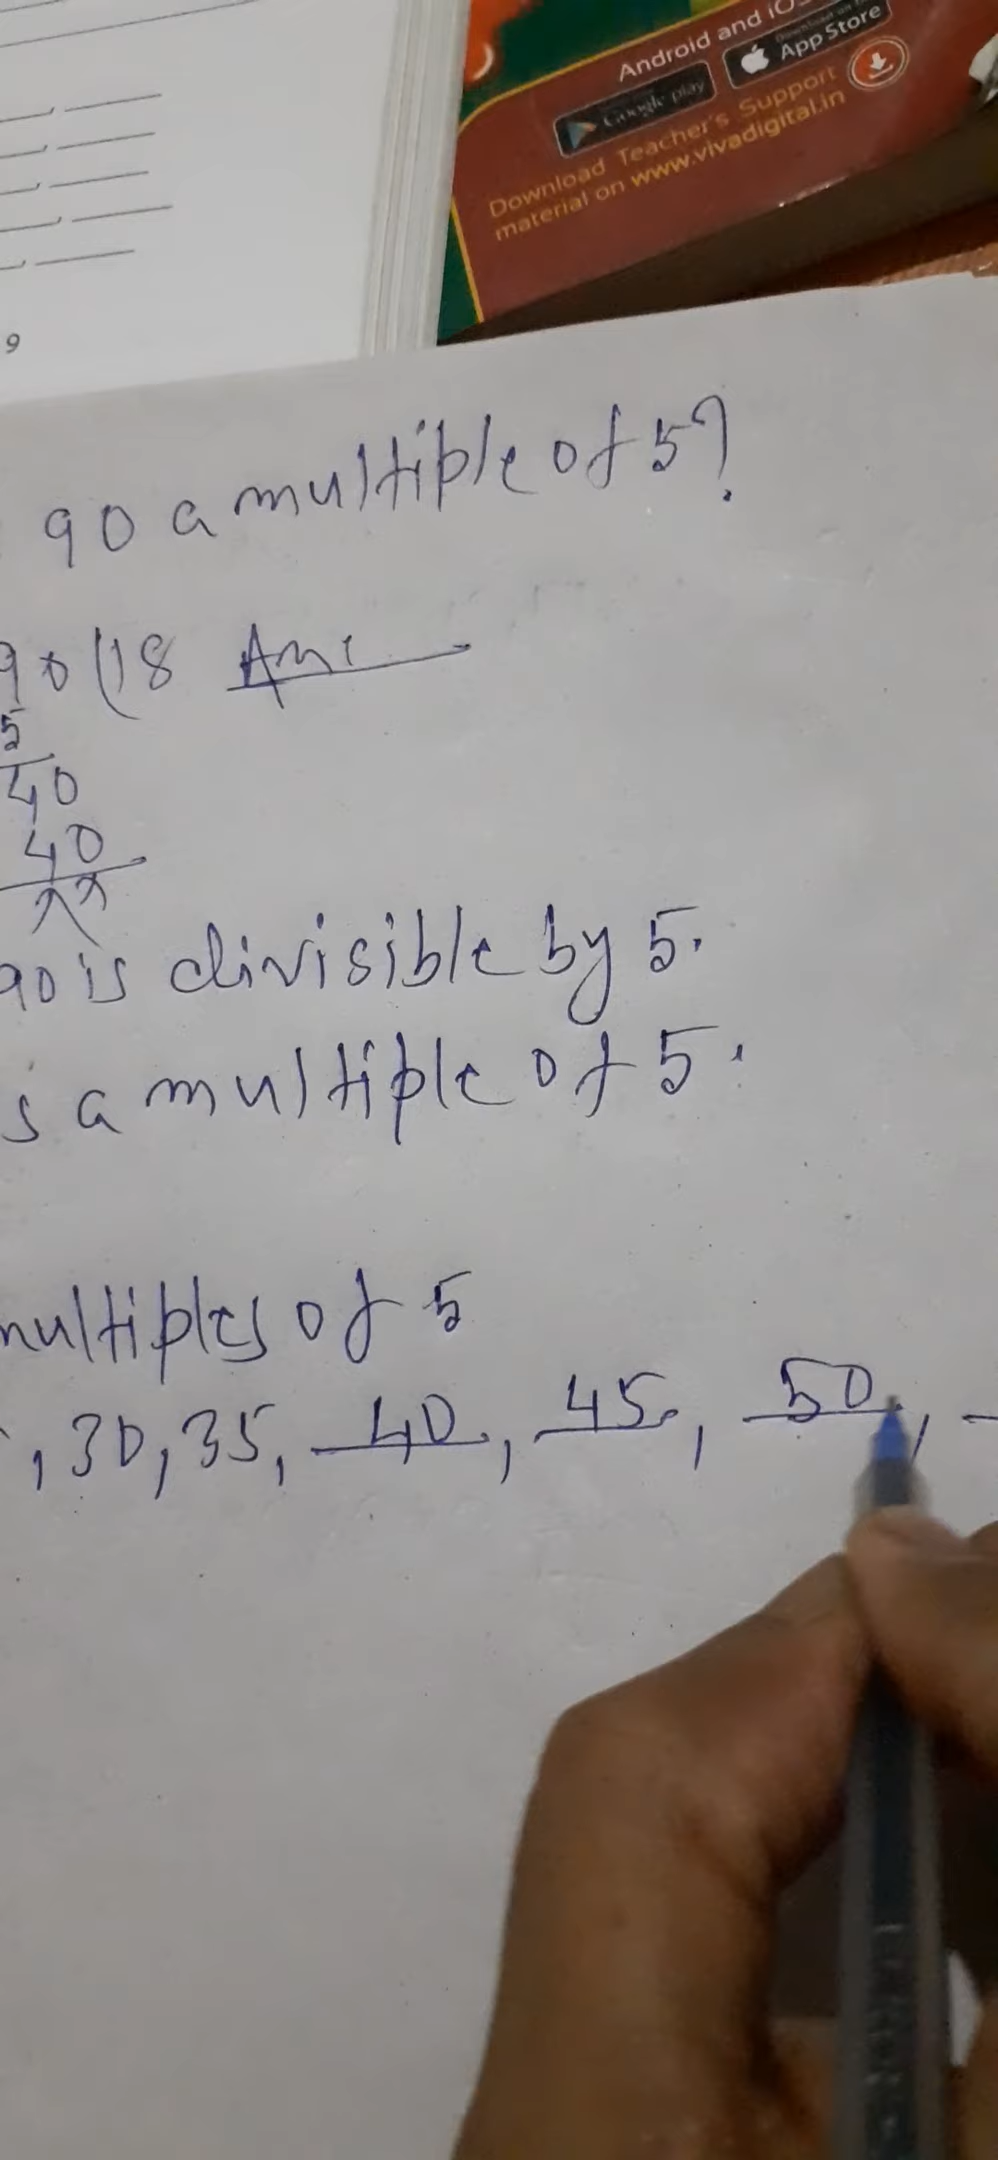 Android and iOS
Google play
App Store
Download Teacher's Support
material on www.vivadigital.in
9
90 a multiple of 5?
90(18 Ans
5
40
40
××
90 is divisible by 5.
is a multiple of 5.
multiples of 5
, 30, 35, 40, 45, 50,